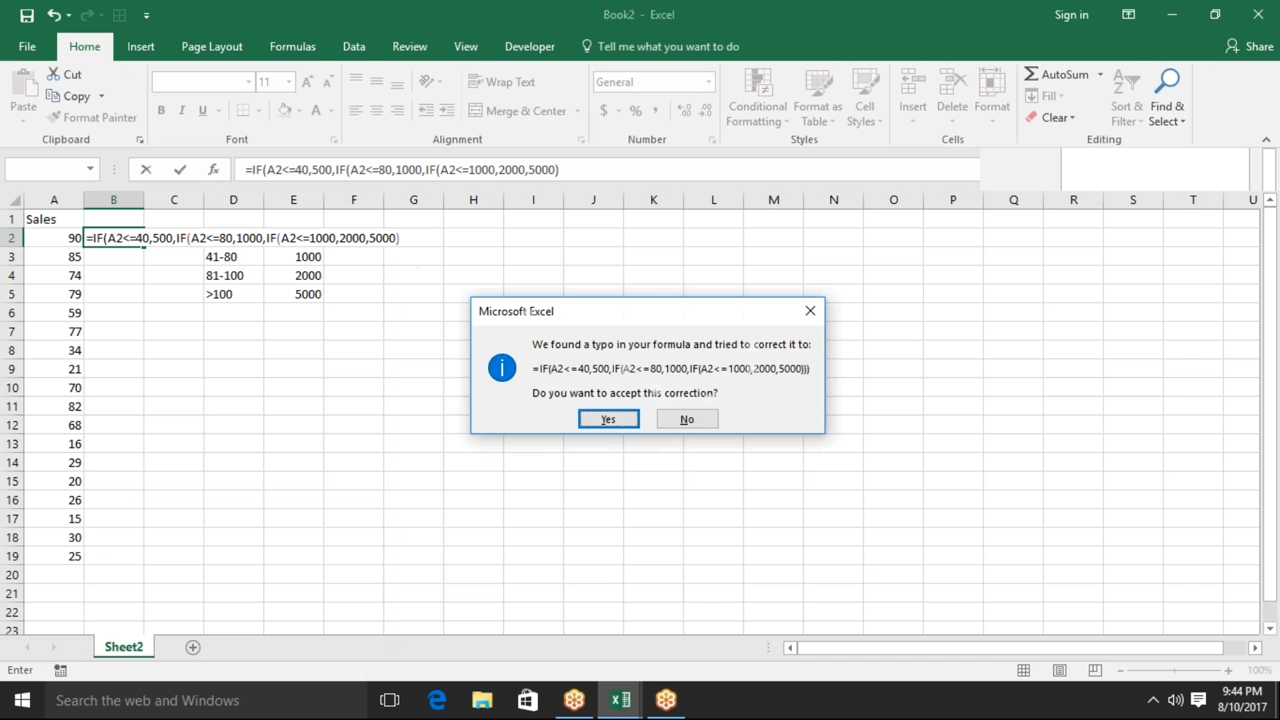 Book2 - Excel
Sign in
File
Home
Insert
Page Layout
Formulas
Data
Review
View
Developer
Tell me what you want to do
Share
Paste
Cut
Copy
Format Painter
Clipboard
11
A
A
B
I
U
A
Font
Wrap Text
Merge & Center
Alignment
General
$
%
,
Number
Conditional
Formatting
Format as
Table
Cell
Styles
Styles
Insert
Delete
Format
Cells
AutoSum
Fill
Clear
Sort &
Filter
Find &
Select
Editing
fx
=IF(A2<=40,500,IF(A2<=80,1000,IF(A2<=1000,2000,5000)
A B C D E F G H I J K L M N O P Q R S T U
1 Sales
2 90 =IF(A2<=40,500,IF(A2<=80,1000,IF(A2<=1000,2000,5000)
3 85 41-80 1000
4 74 81-100 2000
5 79 >100 5000
6 59
7 77
8 34
9 21
10 70
11 82
12 68
13 16
14 29
15 20
16 26
17 15
18 30
19 25
20
21
22
23
Microsoft Excel
We found a typo in your formula and tried to correct it to:
=IF(A2<=40,500,IF(A2<=80,1000,IF(A2<=1000,2000,5000)))
Do you want to accept this correction?
Yes
No
Sheet2
Enter
100%
Search the web and Windows
9:44 PM
8/10/2017